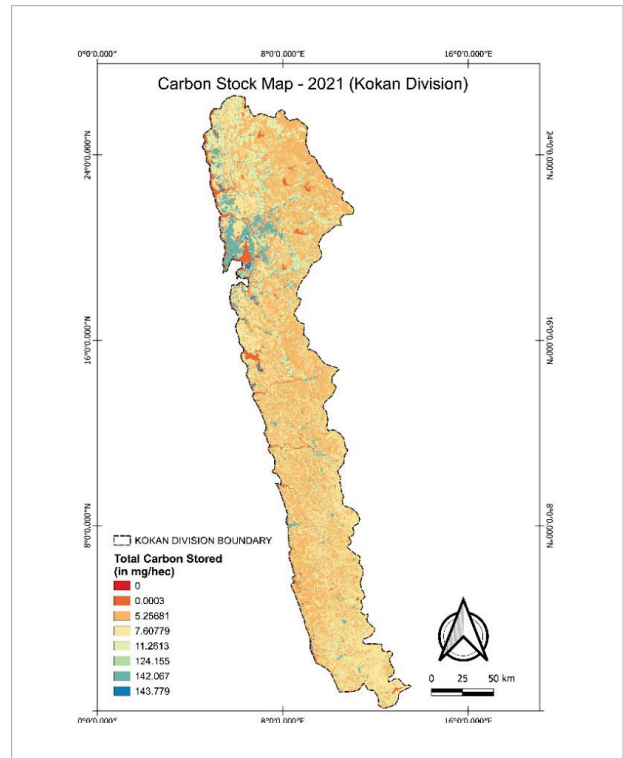 0°0'0.000" 8°0'0.000"E 16°0'0.000"E
Carbon Stock Map - 2021 (Kokan Division)
24°0'0.000"N 24°0'0.000"N
16°0'0.000"N 16°0'0.000"N
8°0'0.000"N 8°0'0.000"N
KOKAN DIVISION BOUNDARY
Total Carbon Stored
(in mg/hec)
0
0.0003
5.25681
7.60779
11.2613
124.155
142.067
143.779
0 25 50 km
0°0'0.000" 8°0'0.000"E 16°0'0.000"E